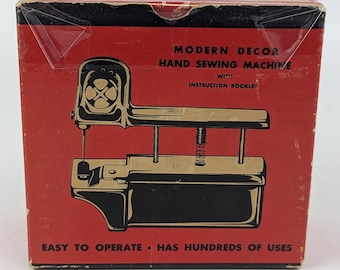 MODERN DECOR
HAND SEWING MACHINE
WITH
INSTRUCTION BOOKLET
EASY TO OPERATE • HAS HUNDREDS OF USES